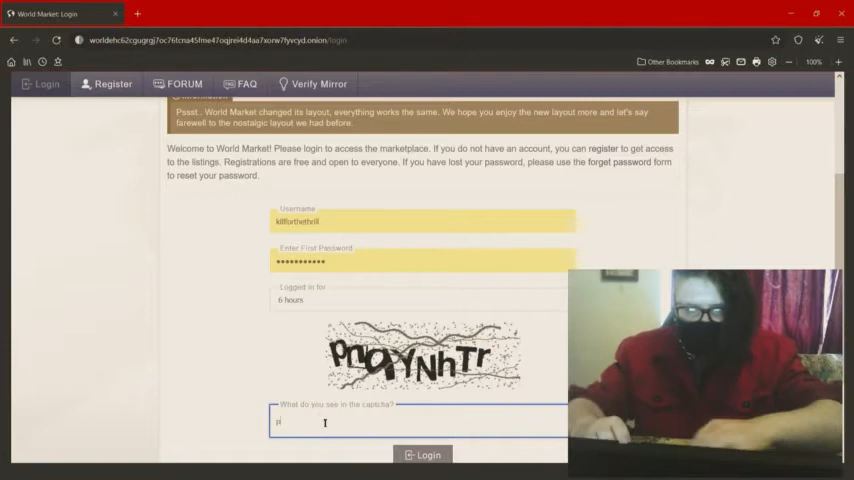 World Market: Login
worldehc62cgugrgj7oc76tcna45fme47oqjrei4d4aa7xorw7fyvcyd.onion/login
Other Bookmarks
100%
Login
Register
FORUM
FAQ
Verify Mirror
Pssst.. World Market changed its layout, everything works the same. We hope you enjoy the new layout more and let's say
farewell to the nostalgic layout we had before.
Welcome to World Market! Please login to access the marketplace. If you do not have an account, you can register to get access
to the listings. Registrations are free and open to everyone. If you have lost your password, please use the forget password form
to reset your password.
Username
killforthethrill
Enter First Password
Logged in for
6 hours
What do you see in the captcha?
p
Login